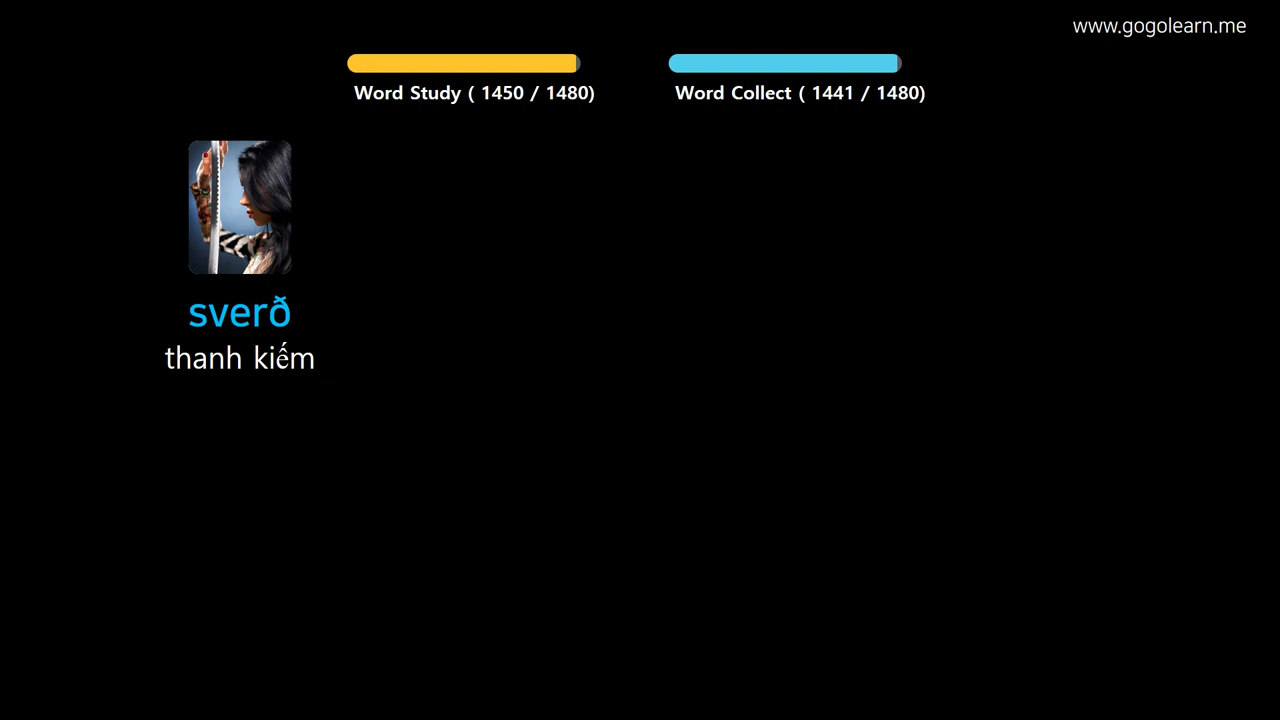 www.gogolearn.me
Word Study ( 1450 / 1480)
Word Collect ( 1441 / 1480)
sverð
thanh kiếm